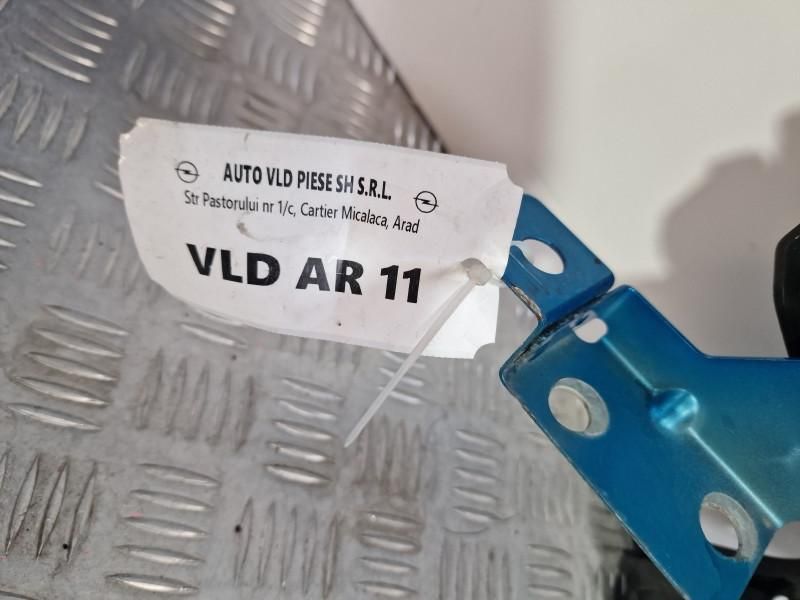 AUTO VLD PIESE SH S.R.L.
Str Pastorului nr 1/c, Cartier Micalaca, Arad
VLD AR 11